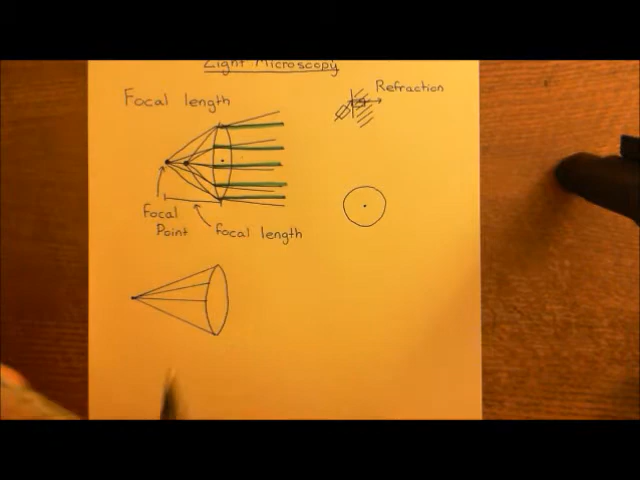 Light Microscopy
Refraction
Focal length
Focal
Point
focal length